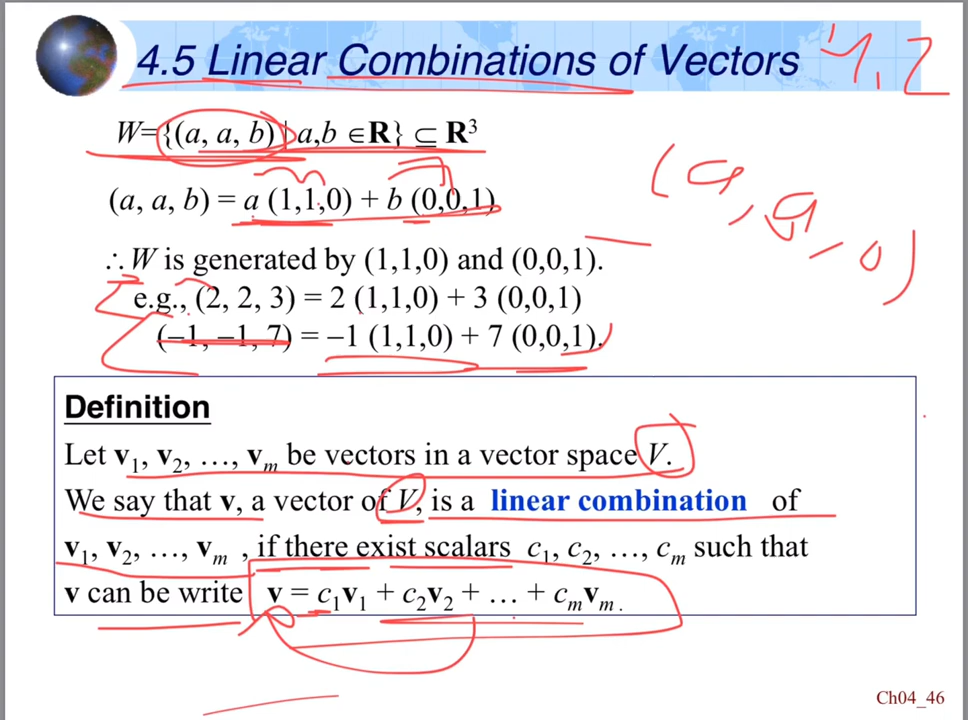 4.5 Linear Combinations of Vectors
4.2
W={(a, a, b) | a,b ∈R} ⊆ R³
(a, a, b) = a (1,1,0) + b (0,0,1)
(a, a, 0)
∴ W is generated by (1,1,0) and (0,0,1).
e.g., (2, 2, 3) = 2 (1,1,0) + 3 (0,0,1)
(−1, −1, 7) = −1 (1,1,0) + 7 (0,0,1).
Definition
Let v₁, v₂, …, vₘ be vectors in a vector space V.
We say that v, a vector of V, is a linear combination of
v₁, v₂, …, vₘ , if there exist scalars c₁, c₂, …, cₘ such that
v can be write v = c₁v₁ + c₂v₂ + … + cₘvₘ .
Ch04_46